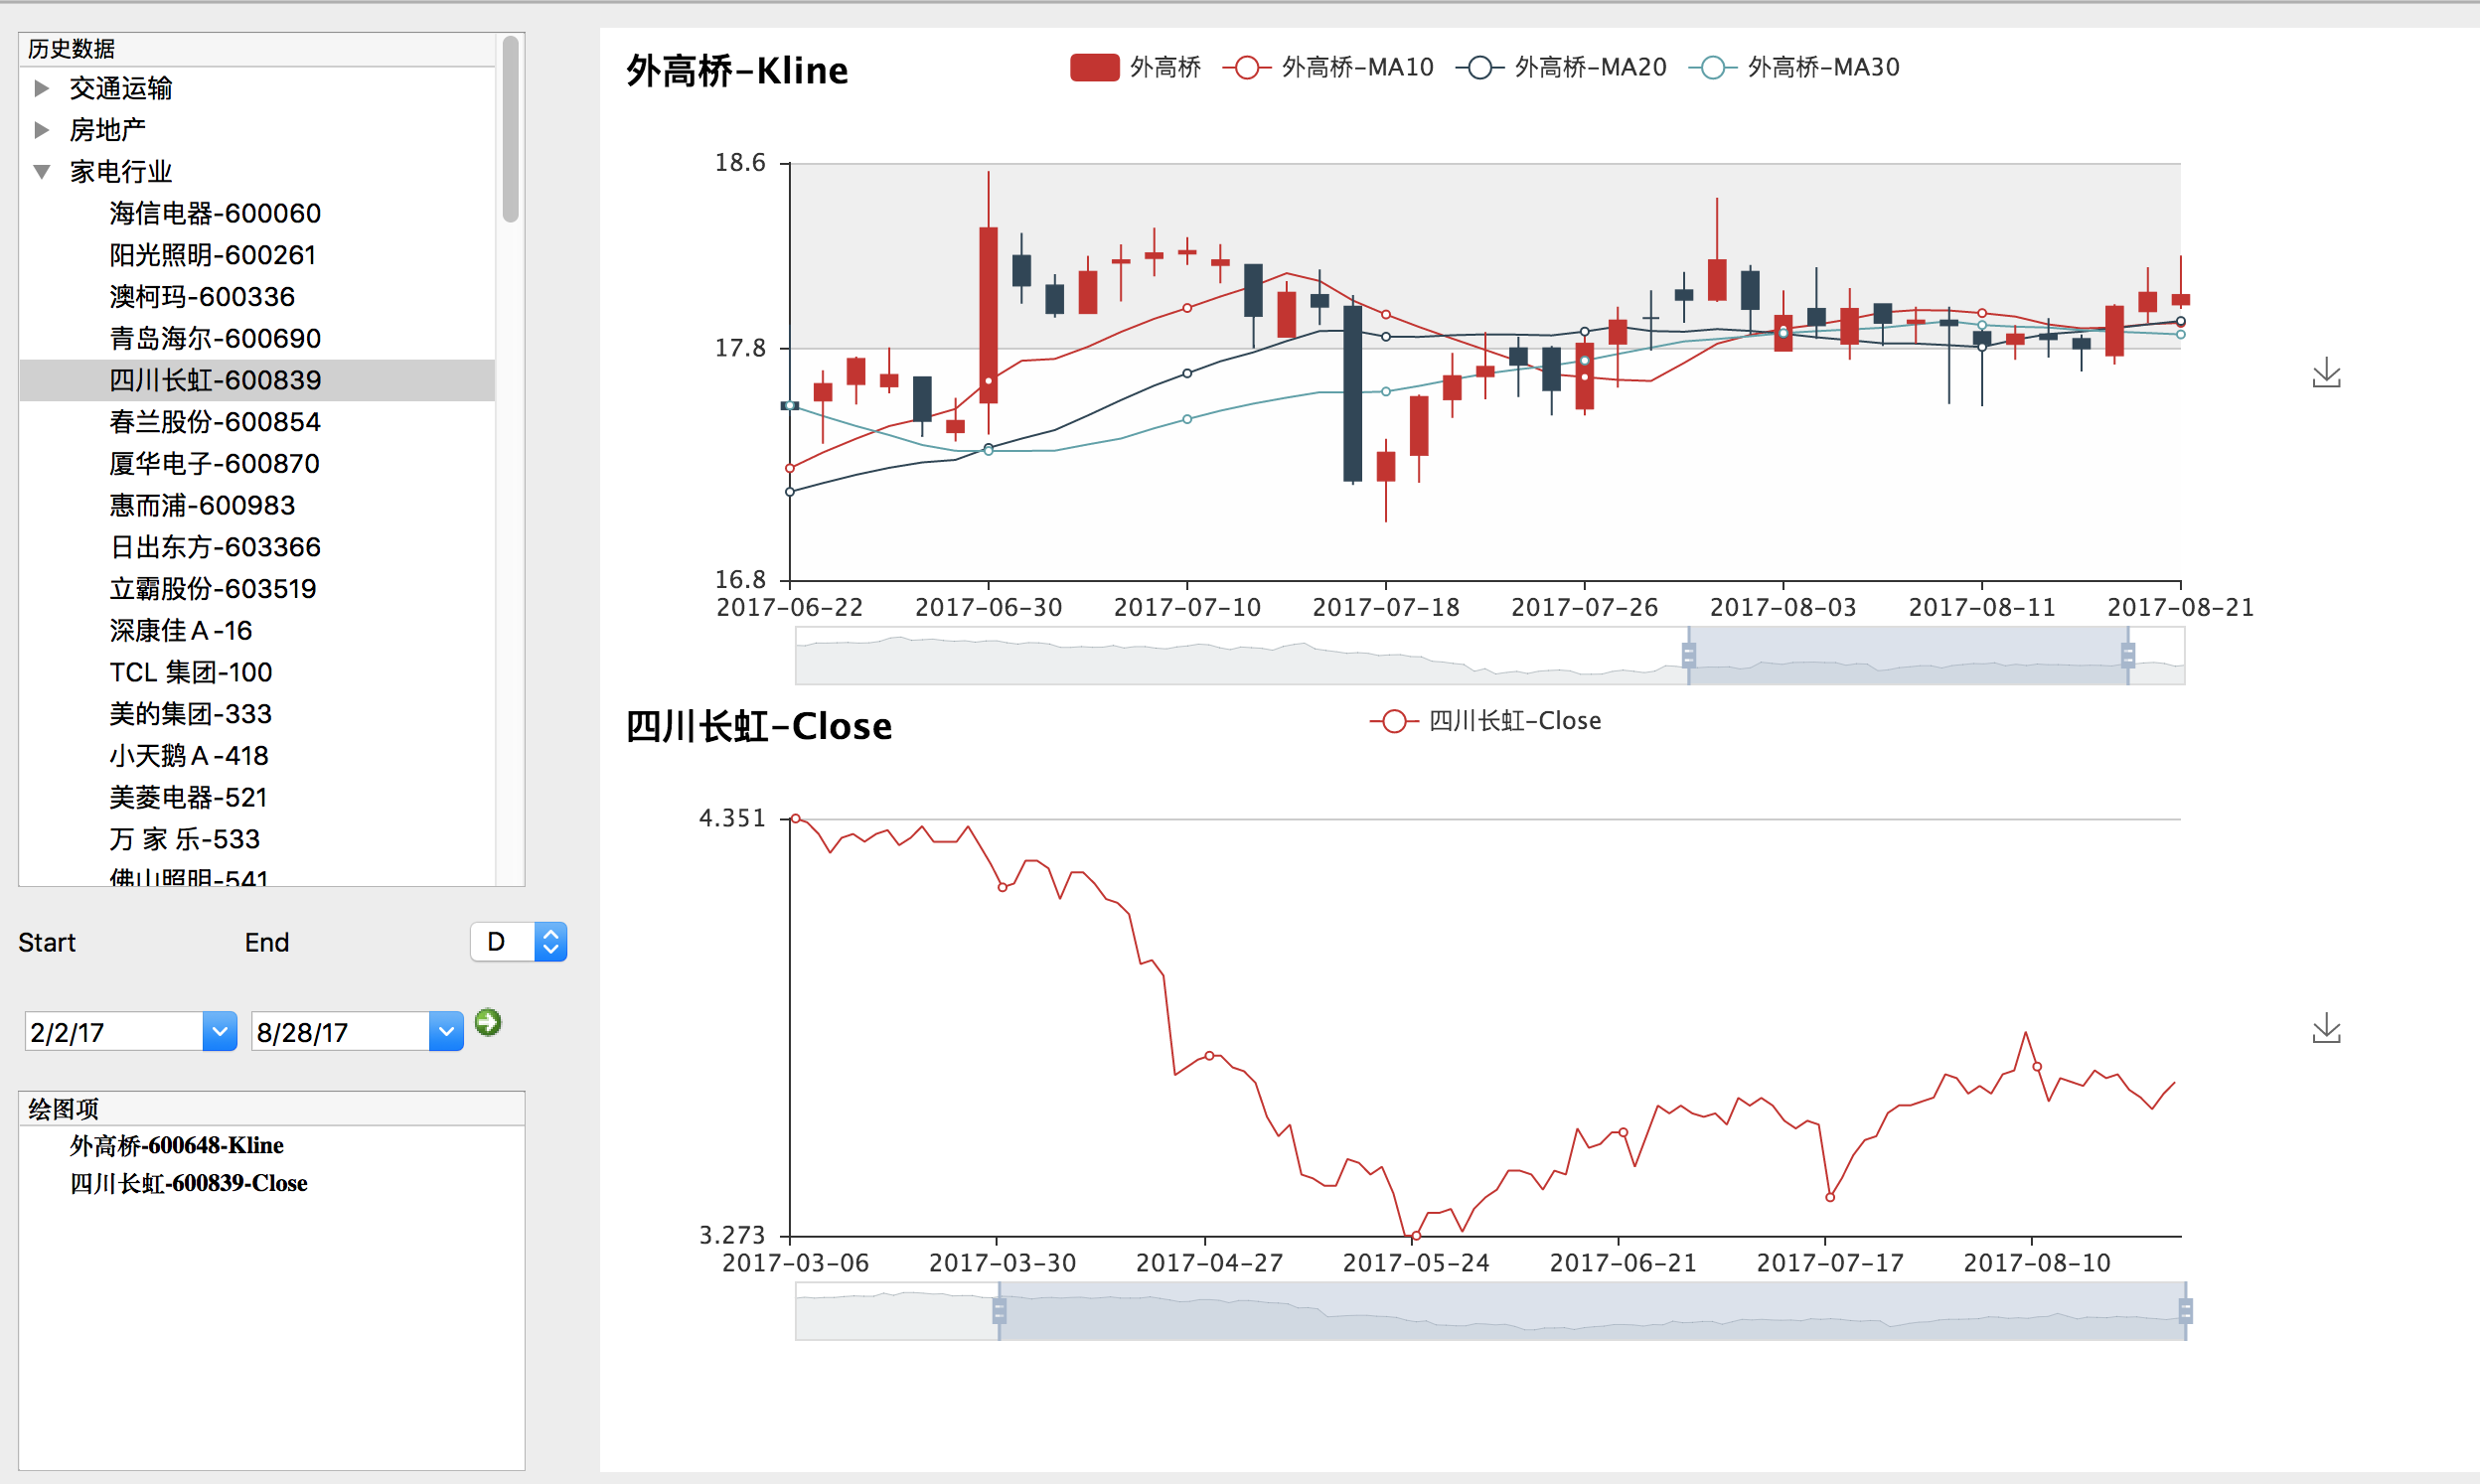 历史数据
交通运输
房地产
家电行业
海信电器-600060
阳光照明-600261
澳柯玛-600336
青岛海尔-600690
四川长虹-600839
春兰股份-600854
厦华电子-600870
惠而浦-600983
日出东方-603366
立霸股份-603519
深康佳Ａ-16
TCL 集团-100
美的集团-333
小天鹅Ａ-418
美菱电器-521
万 家 乐-533
佛山照明-541
Start End D
2/2/17 8/28/17
绘图项
外高桥-600648-Kline
四川长虹-600839-Close
外高桥-Kline
外高桥 外高桥-MA10 外高桥-MA20 外高桥-MA30
18.6
17.8
16.8
2017-06-22 2017-06-30 2017-07-10 2017-07-18 2017-07-26 2017-08-03 2017-08-11 2017-08-21
四川长虹-Close
四川长虹-Close
4.351
3.273
2017-03-06 2017-03-30 2017-04-27 2017-05-24 2017-06-21 2017-07-17 2017-08-10